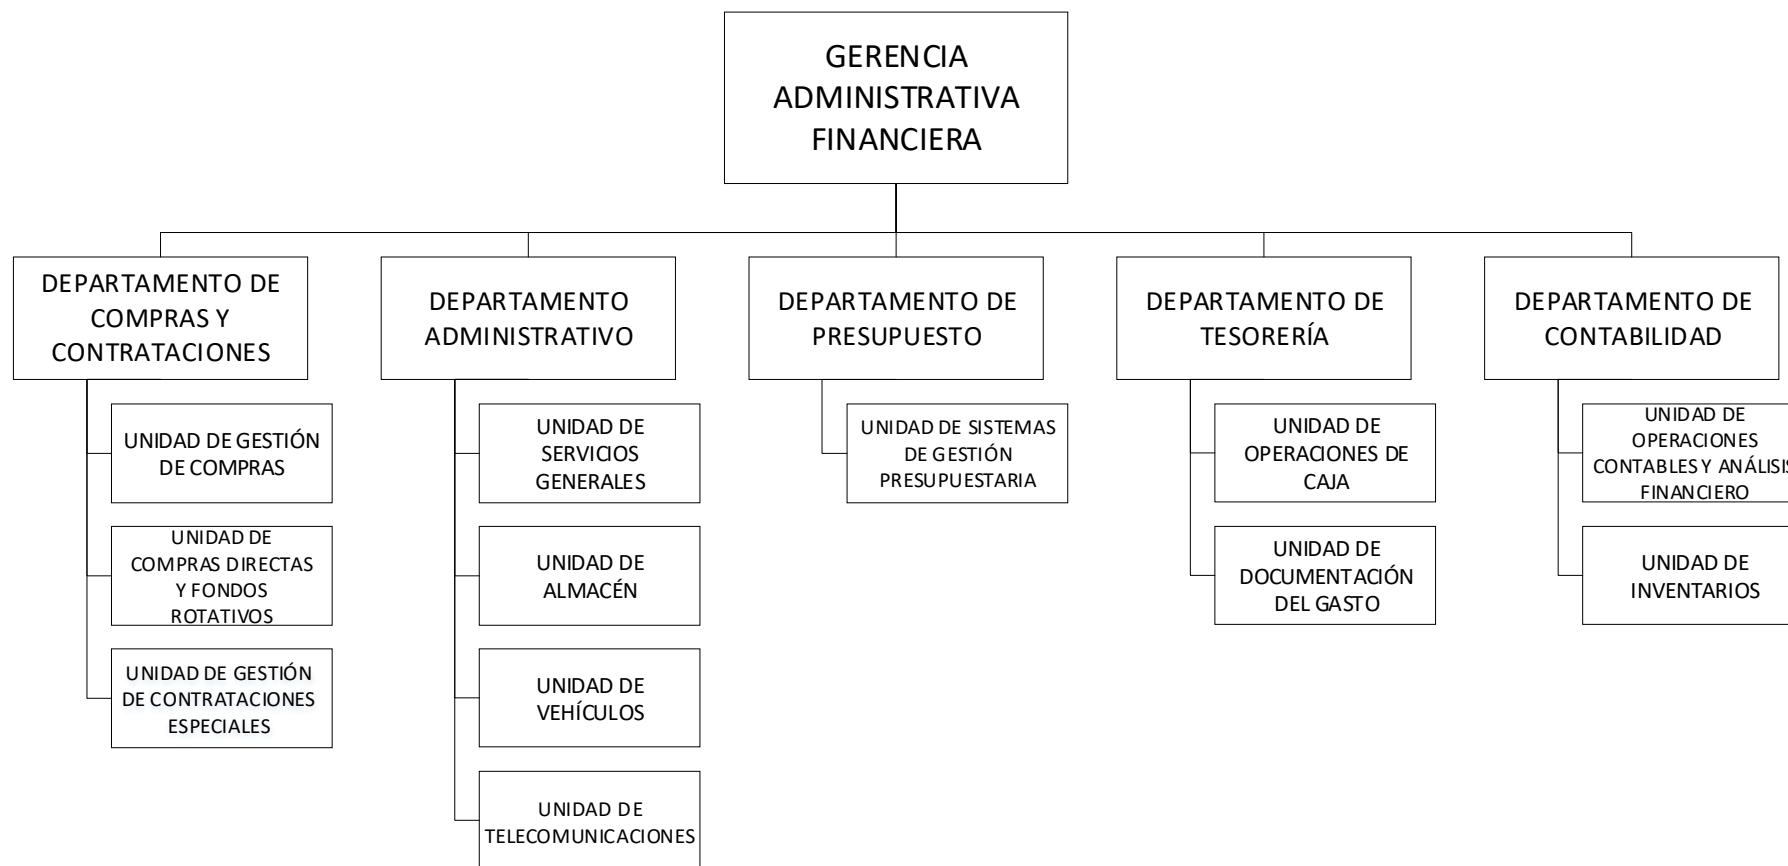 GERENCIA
ADMINISTRATIVA
FINANCIERA
DEPARTAMENTO DE
COMPRAS Y
CONTRATACIONES
UNIDAD DE GESTIÓN
DE COMPRAS
UNIDAD DE
COMPRAS DIRECTAS
Y FONDOS
ROTATIVOS
UNIDAD DE GESTIÓN
DE CONTRATACIONES
ESPECIALES
DEPARTAMENTO
ADMINISTRATIVO
UNIDAD DE
SERVICIOS
GENERALES
UNIDAD DE
ALMACÉN
UNIDAD DE
VEHÍCULOS
UNIDAD DE
TELECOMUNICACIONES
DEPARTAMENTO DE
PRESUPUESTO
UNIDAD DE SISTEMAS
DE GESTIÓN
PRESUPUESTARIA
DEPARTAMENTO DE
TESORERÍA
UNIDAD DE
OPERACIONES DE
CAJA
UNIDAD DE
DOCUMENTACIÓN
DEL GASTO
DEPARTAMENTO DE
CONTABILIDAD
UNIDAD DE
OPERACIONES
CONTABLES Y ANÁLISIS
FINANCIERO
UNIDAD DE
INVENTARIOS